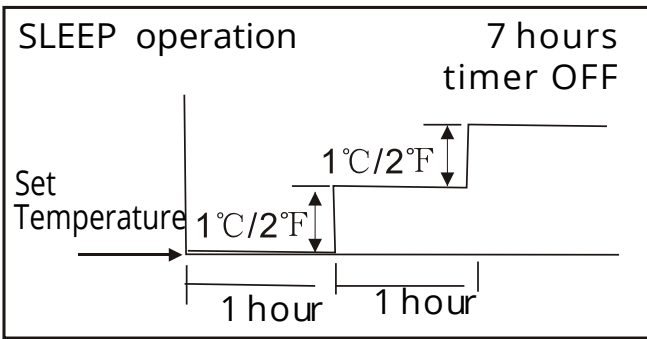 SLEEP operation
7 hours
timer OFF
1℃/2℉
Set
Temperature
1℃/2℉
1 hour
1 hour